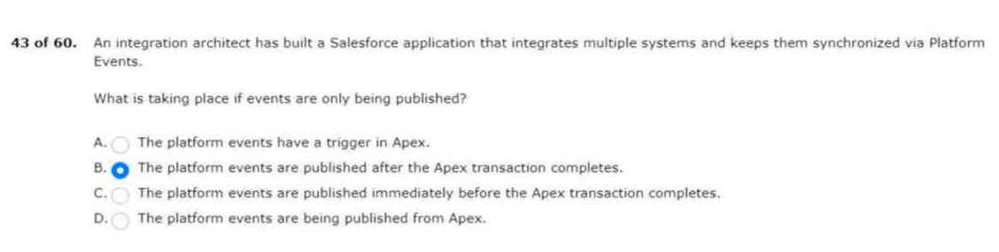 43 of 60. An integration architect has built a Salesforce application that integrates multiple systems and keeps them synchronized via Platform
Events.
What is taking place if events are only being published?
A. The platform events have a trigger in Apex.
B. The platform events are published after the Apex transaction completes.
C. The platform events are published immediately before the Apex transaction completes.
D. The platform events are being published from Apex.